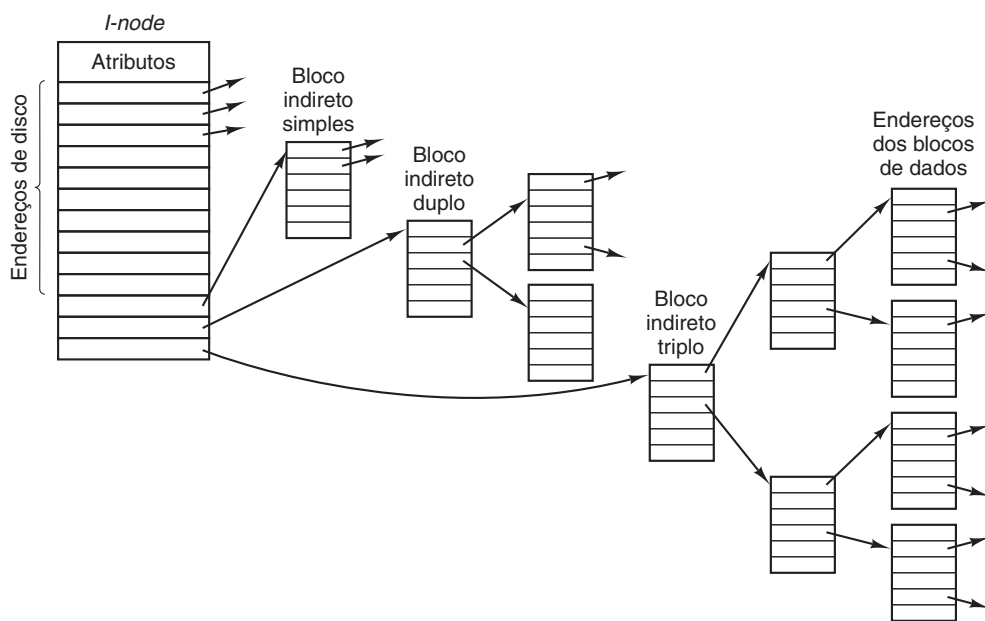 I-node
Atributos
Endereços de disco
Bloco
indireto
simples
Bloco
indireto
duplo
Bloco
indireto
triplo
Endereços
dos blocos
de dados